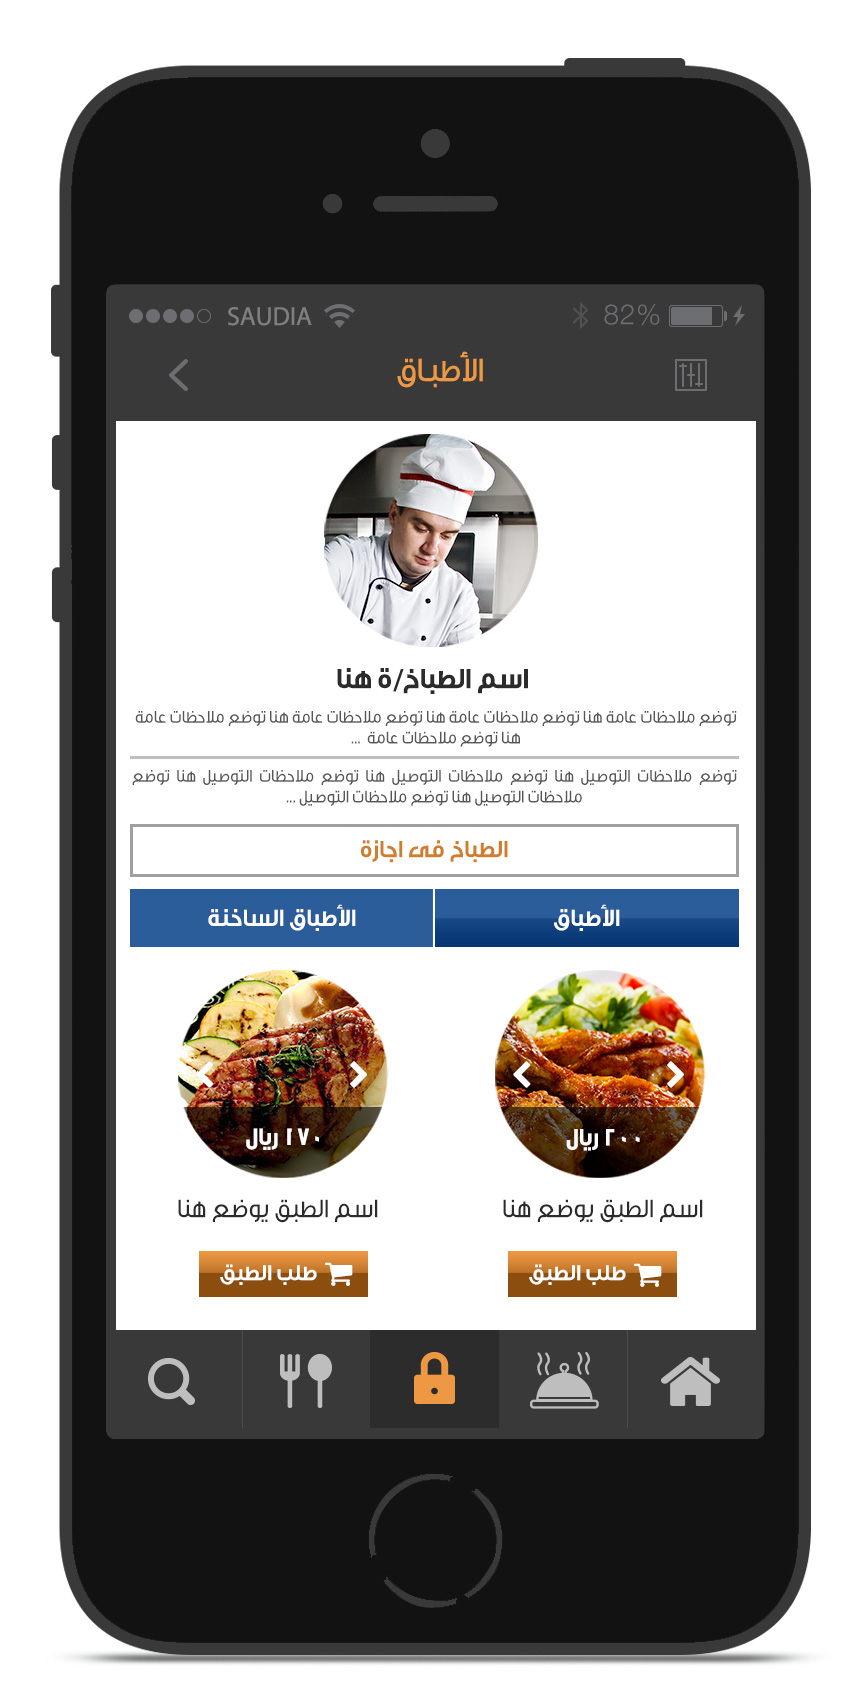 SAUDIA 82%
الأطبـاق
اسم الطباخ/ة هنا
توضع ملاحظات عامة هنا توضع ملاحظات عامة هنا توضع ملاحظات عامة هنا توضع ملاحظات عامة
هنا توضع ملاحظات عامة ...
توضع ملاحظات التوصيل هنا توضع ملاحظات التوصيل هنا توضع ملاحظات التوصيل هنا توضع
ملاحظات التوصيل هنا توضع ملاحظات التوصيل ...
الطباخ فى اجازة
الأطباق
الأطباق الساخنة
٢٠٠ ريال
١٧٠ ريال
اسم الطبق يوضع هنا
اسم الطبق يوضع هنا
طلب الطبق
طلب الطبق